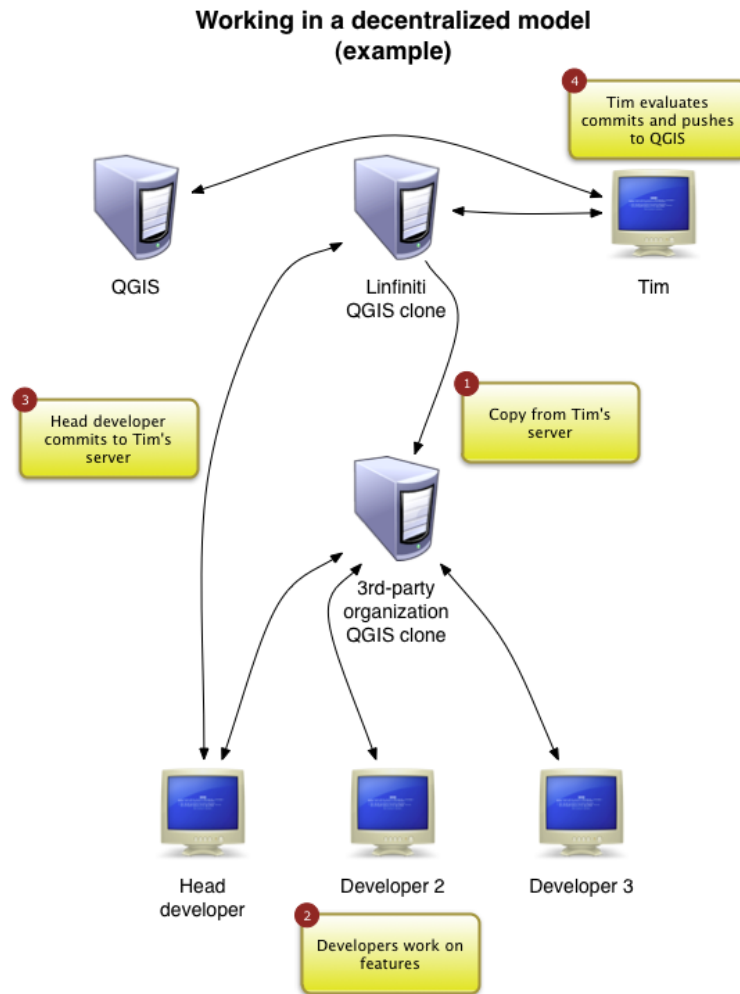 Working in a decentralized model
(example)
4
Tim evaluates
commits and pushes
to QGIS
QGIS
Linfiniti
QGIS clone
Tim
3
Head developer
commits to Tim's
server
1
Copy from Tim's
server
3rd-party
organization
QGIS clone
Head
developer
Developer 2
Developer 3
2
Developers work on
features